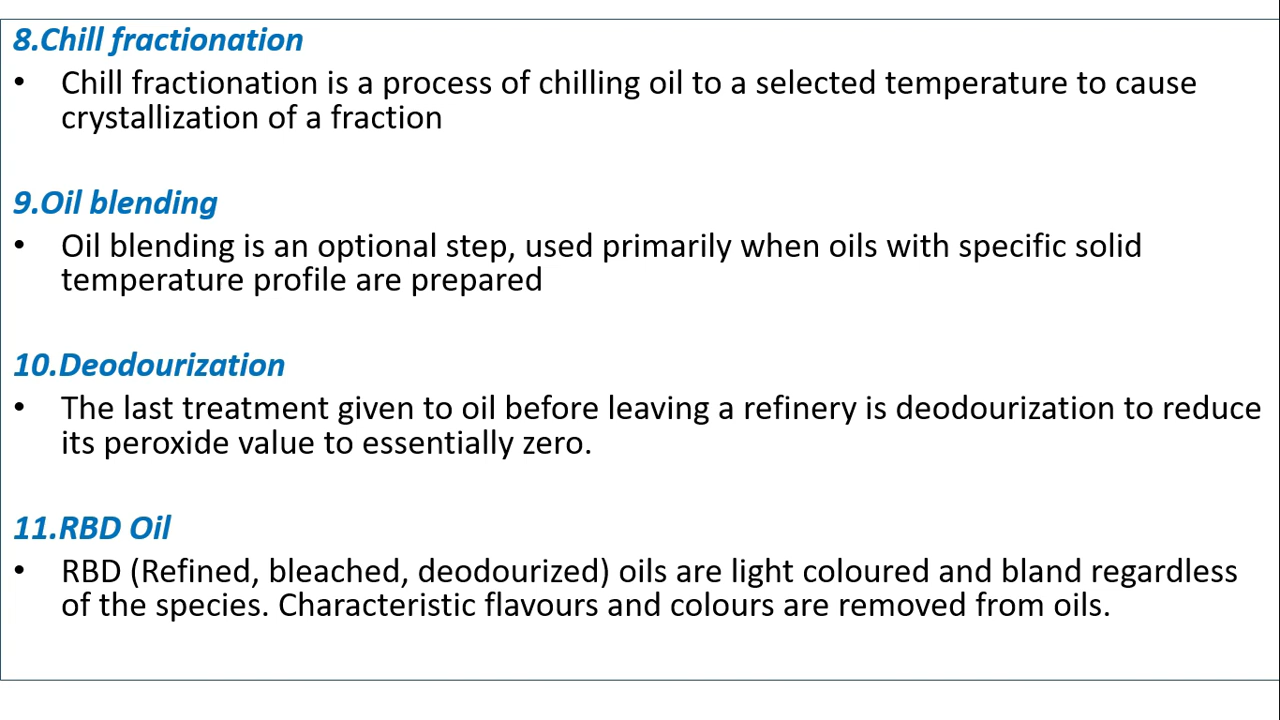 8.Chill fractionation
• Chill fractionation is a process of chilling oil to a selected temperature to cause
crystallization of a fraction
9.Oil blending
• Oil blending is an optional step, used primarily when oils with specific solid
temperature profile are prepared
10.Deodourization
• The last treatment given to oil before leaving a refinery is deodourization to reduce
its peroxide value to essentially zero.
11.RBD Oil
• RBD (Refined, bleached, deodourized) oils are light coloured and bland regardless
of the species. Characteristic flavours and colours are removed from oils.